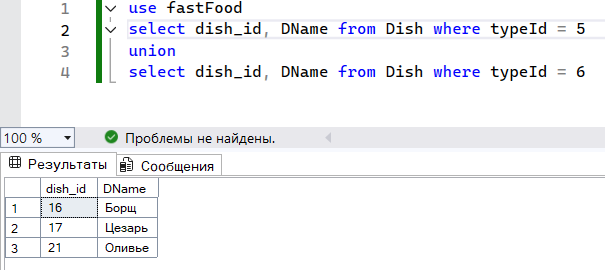 1 use fastFood
2 select dish_id, DName from Dish where typeId = 5
3 union
4 select dish_id, DName from Dish where typeId = 6
100 % Проблемы не найдены.
Результаты Сообщения
dish_id DName
1 16 Борщ
2 17 Цезарь
3 21 Оливье